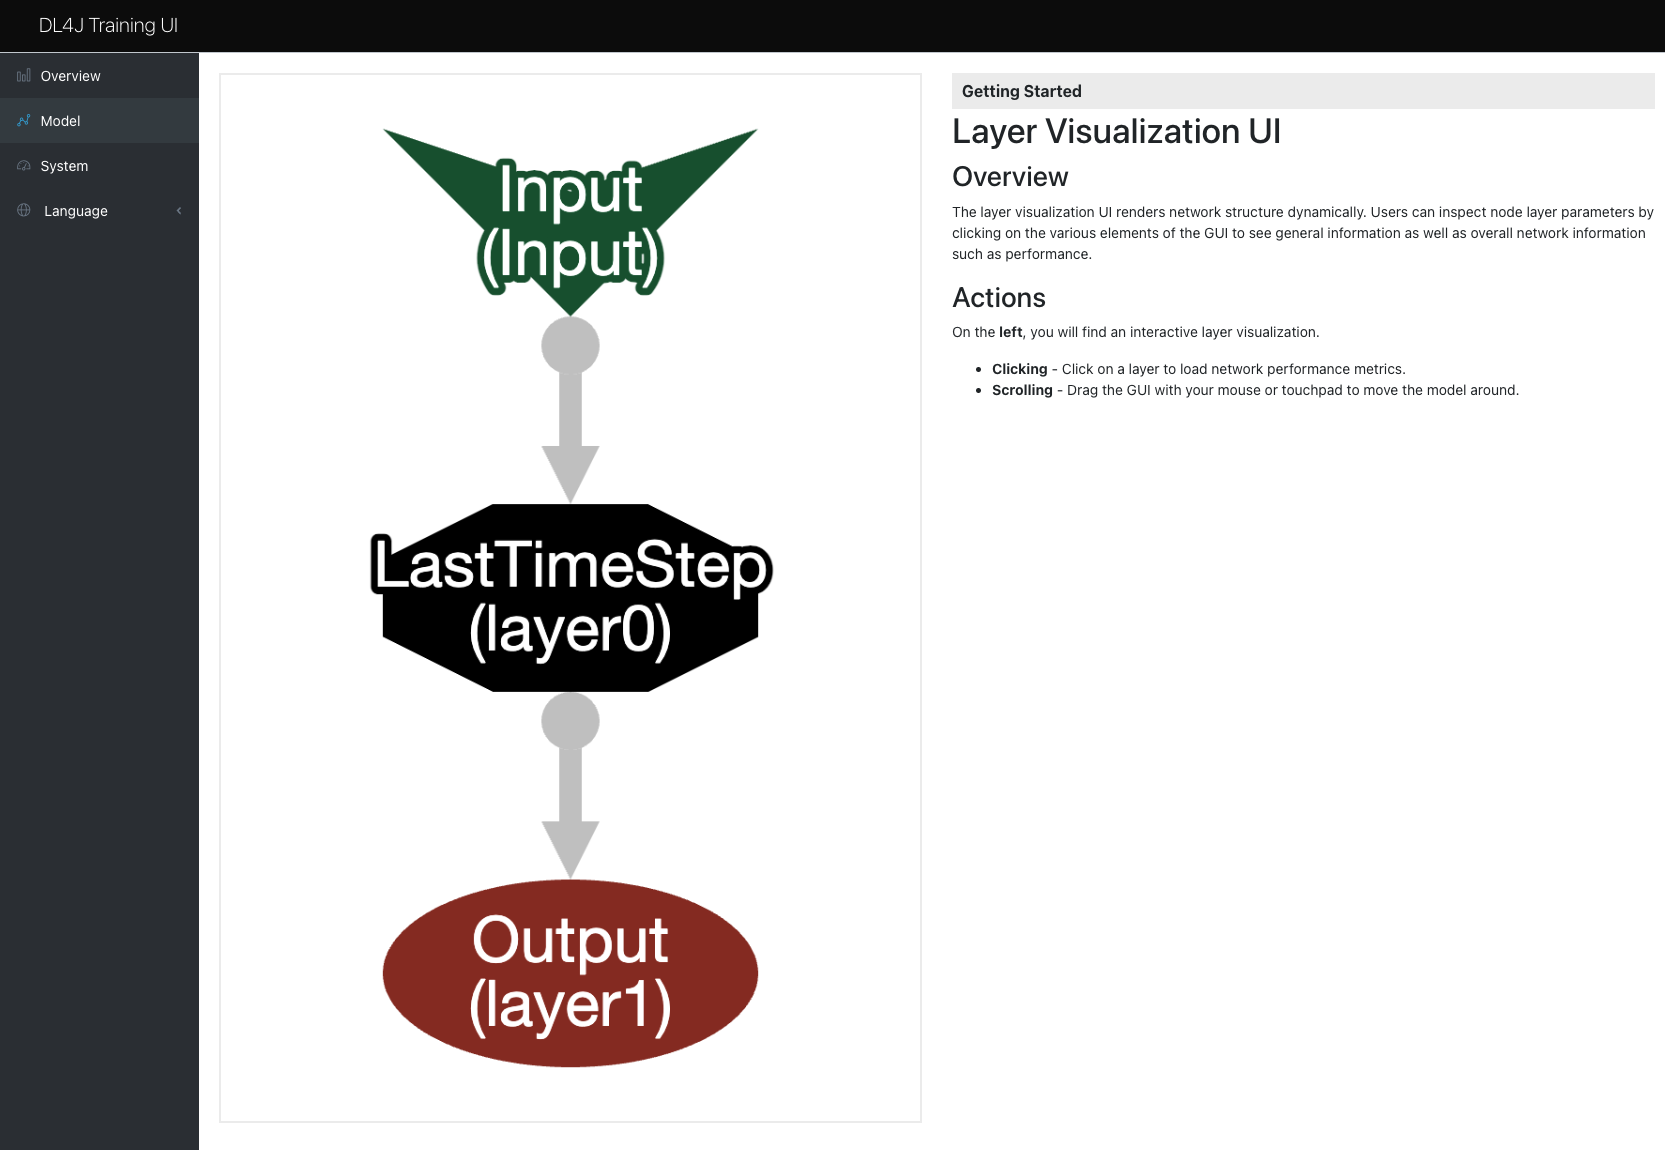 DL4J Training UI
Overview
Model
System
Language
Input
(Input)
LastTimeStep
(layer0)
Output
(layer1)
Getting Started
Layer Visualization UI
Overview
The layer visualization UI renders network structure dynamically. Users can inspect node layer parameters by
clicking on the various elements of the GUI to see general information as well as overall network information
such as performance.
Actions
On the left, you will find an interactive layer visualization.
• Clicking - Click on a layer to load network performance metrics.
• Scrolling - Drag the GUI with your mouse or touchpad to move the model around.